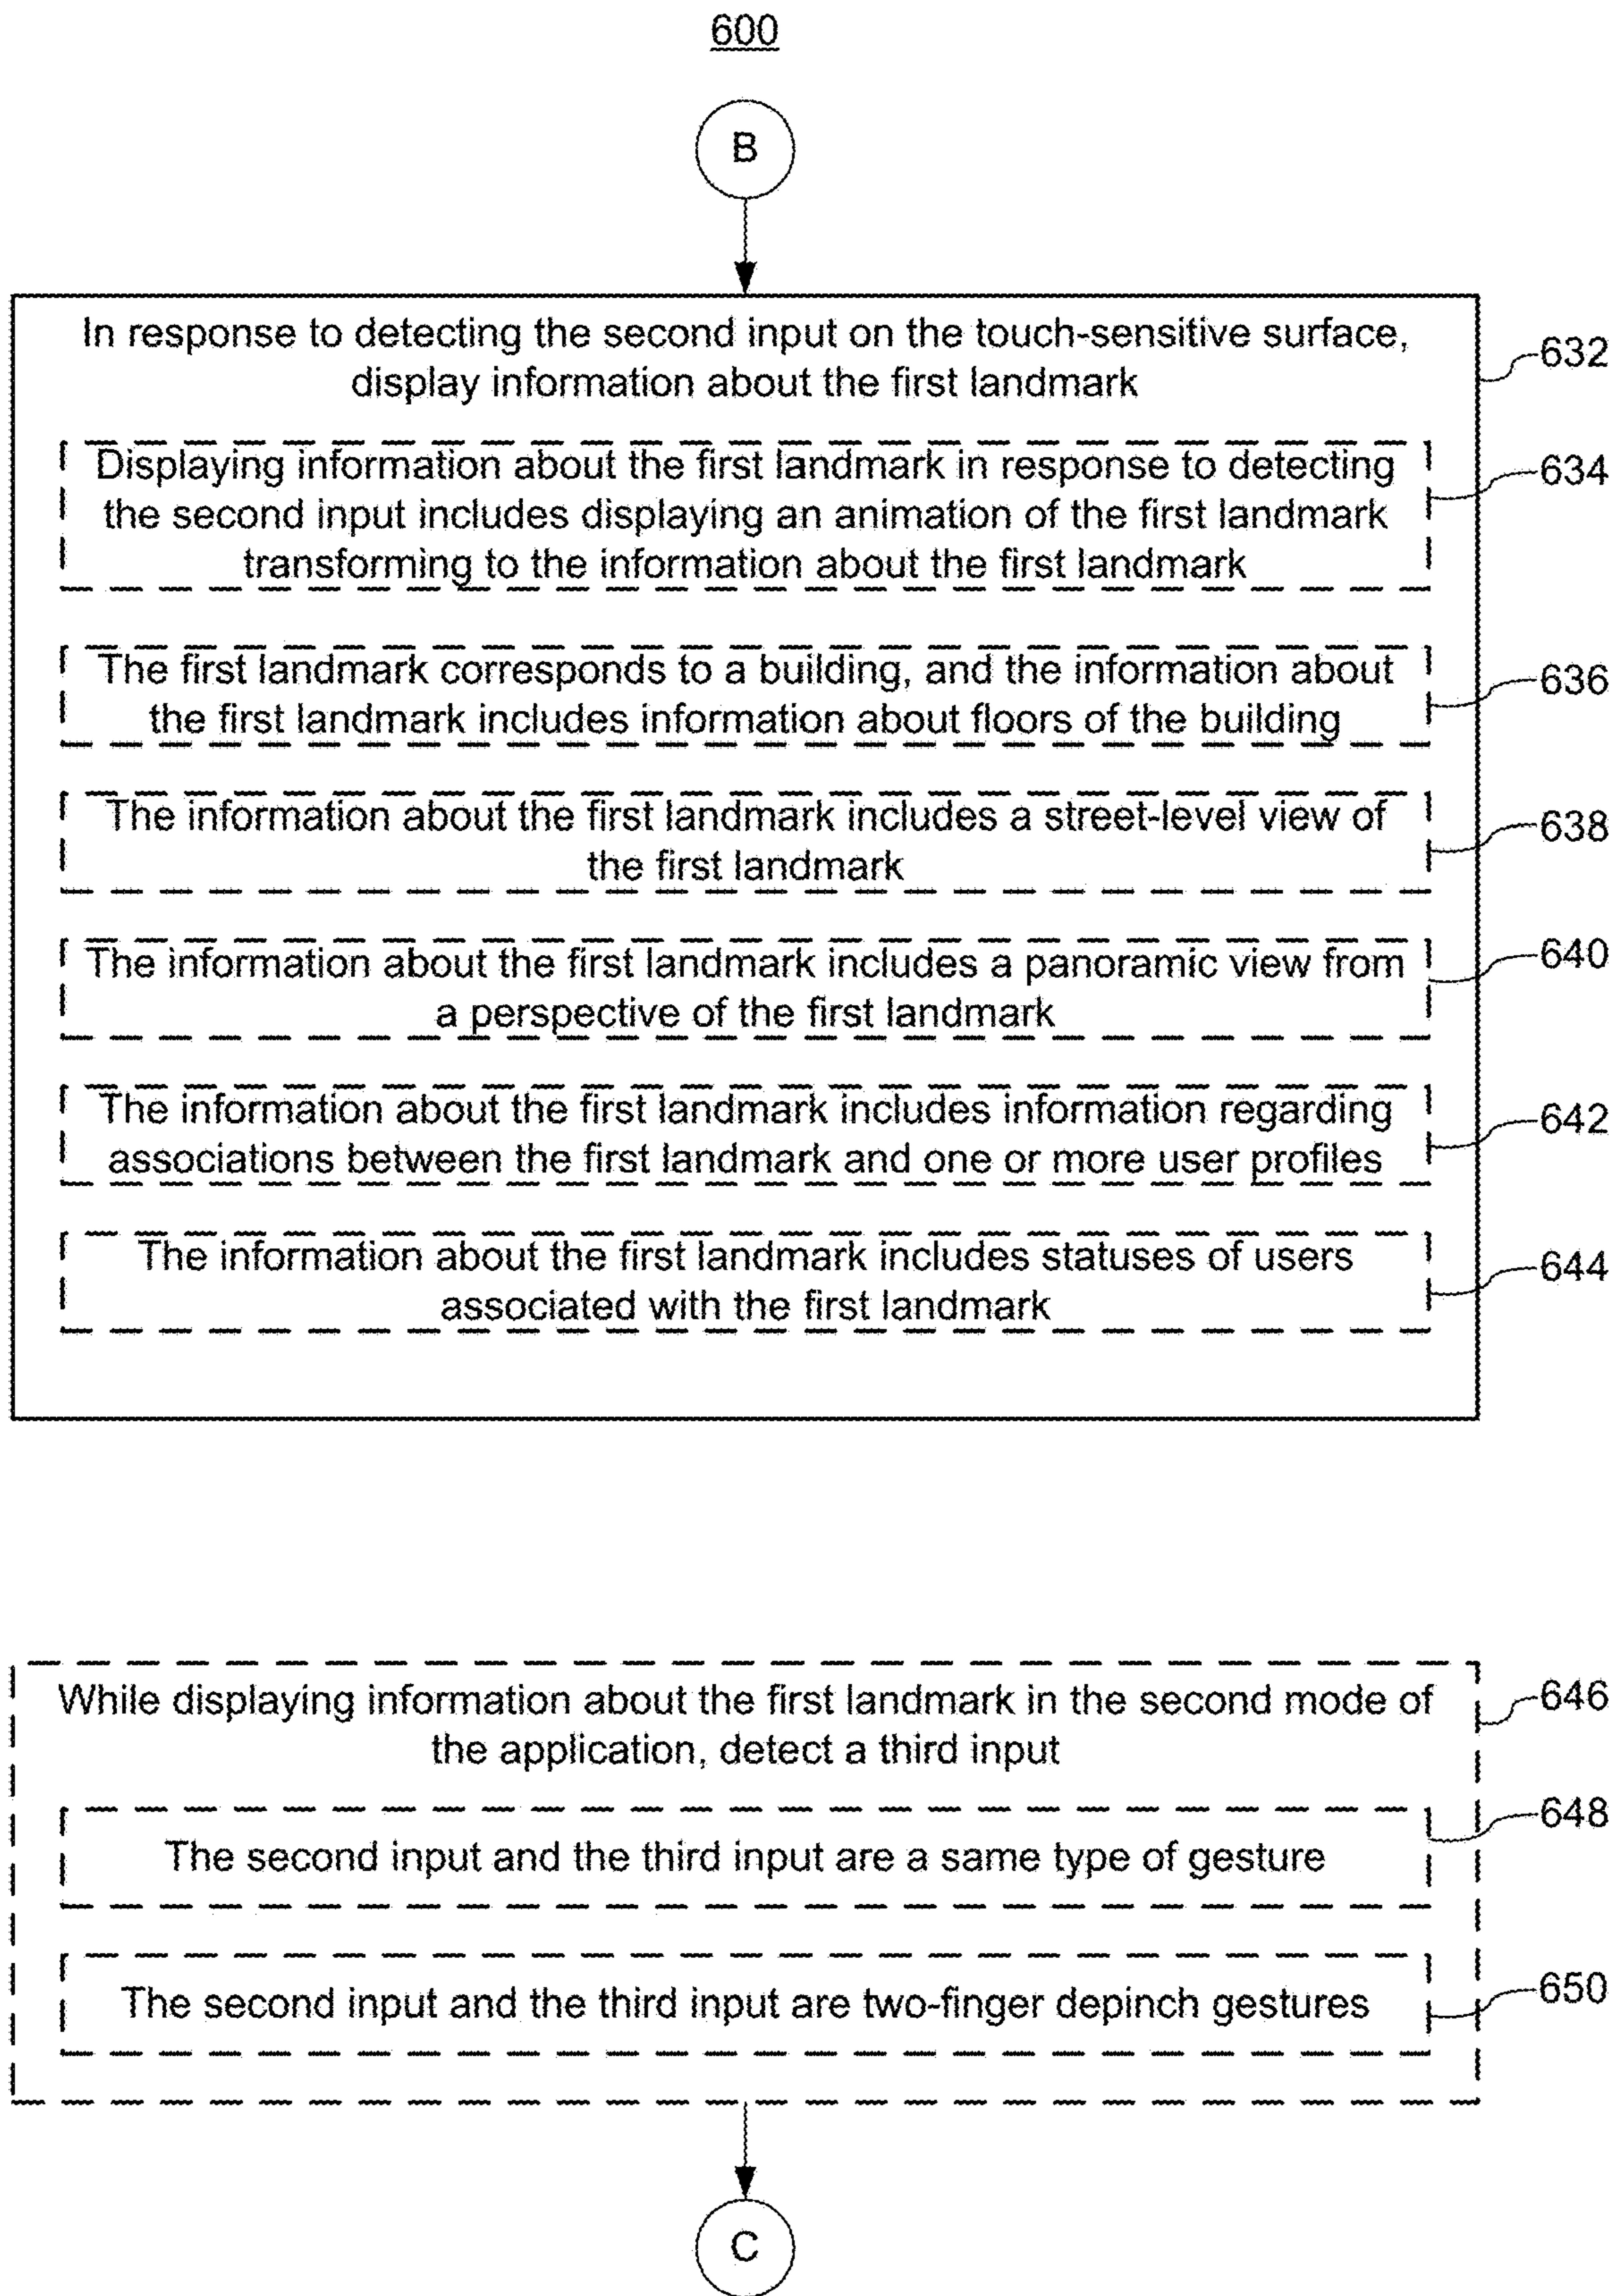 600
B
In response to detecting the second input on the touch-sensitive surface,
display information about the first landmark
632
Displaying information about the first landmark in response to detecting
the second input includes displaying an animation of the first landmark
transforming to the information about the first landmark
634
The first landmark corresponds to a building, and the information about
the first landmark includes information about floors of the building
636
The information about the first landmark includes a street-level view of
the first landmark
638
The information about the first landmark includes a panoramic view from
a perspective of the first landmark
640
The information about the first landmark includes information regarding
associations between the first landmark and one or more user profiles
642
The information about the first landmark includes statuses of users
associated with the first landmark
644
While displaying information about the first landmark in the second mode of
the application, detect a third input
646
The second input and the third input are a same type of gesture
648
The second input and the third input are two-finger depinch gestures
650
C